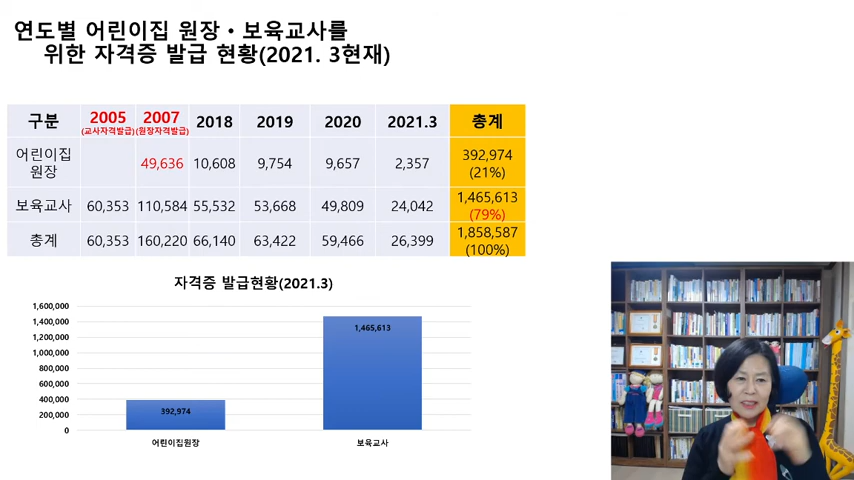 연도별 어린이집 원장・보육교사를
위한 자격증 발급 현황(2021. 3현재)
구분 2005 (교사자격발급) 2007 (원장자격발급) 2018 2019 2020 2021.3 총계
어린이집 원장 49,636 10,608 9,754 9,657 2,357 392,974 (21%)
보육교사 60,353 110,584 55,532 53,668 49,809 24,042 1,465,613 (79%)
총계 60,353 160,220 66,140 63,422 59,466 26,399 1,858,587 (100%)
자격증 발급현황(2021.3)
1,600,000
1,400,000
1,200,000
1,000,000
800,000
600,000
400,000
200,000
0
1,465,613
392,974
어린이집원장 보육교사